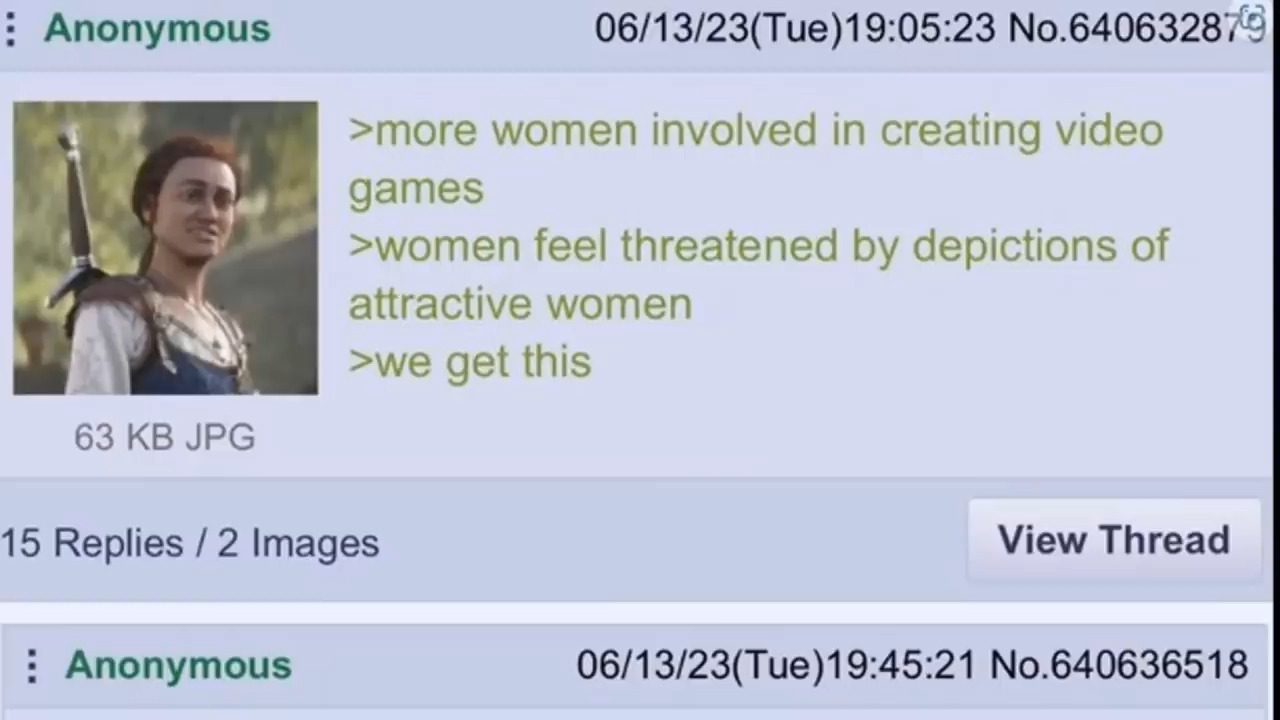 Anonymous 06/13/23(Tue)19:05:23 No.640632879
>more women involved in creating video
games
>women feel threatened by depictions of
attractive women
>we get this
63 KB JPG
15 Replies / 2 Images
View Thread
Anonymous 06/13/23(Tue)19:45:21 No.640636518